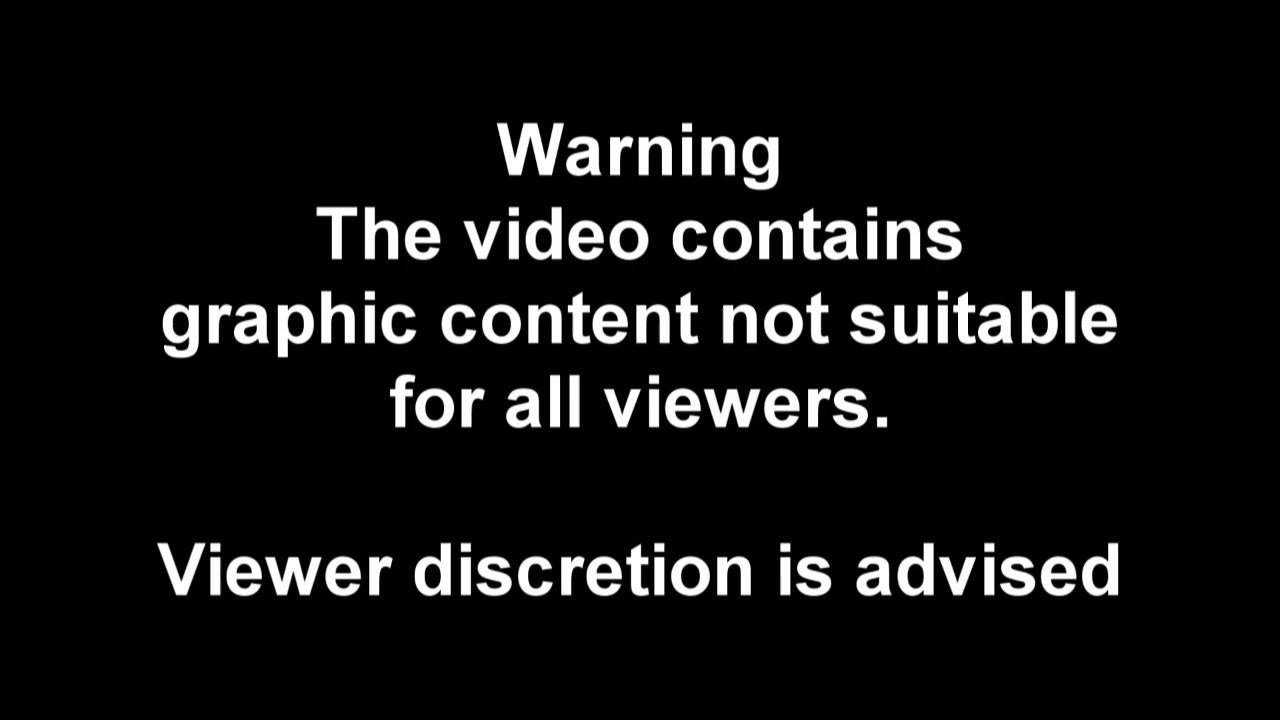 Warning
The video contains
graphic content not suitable
for all viewers.
Viewer discretion is advised